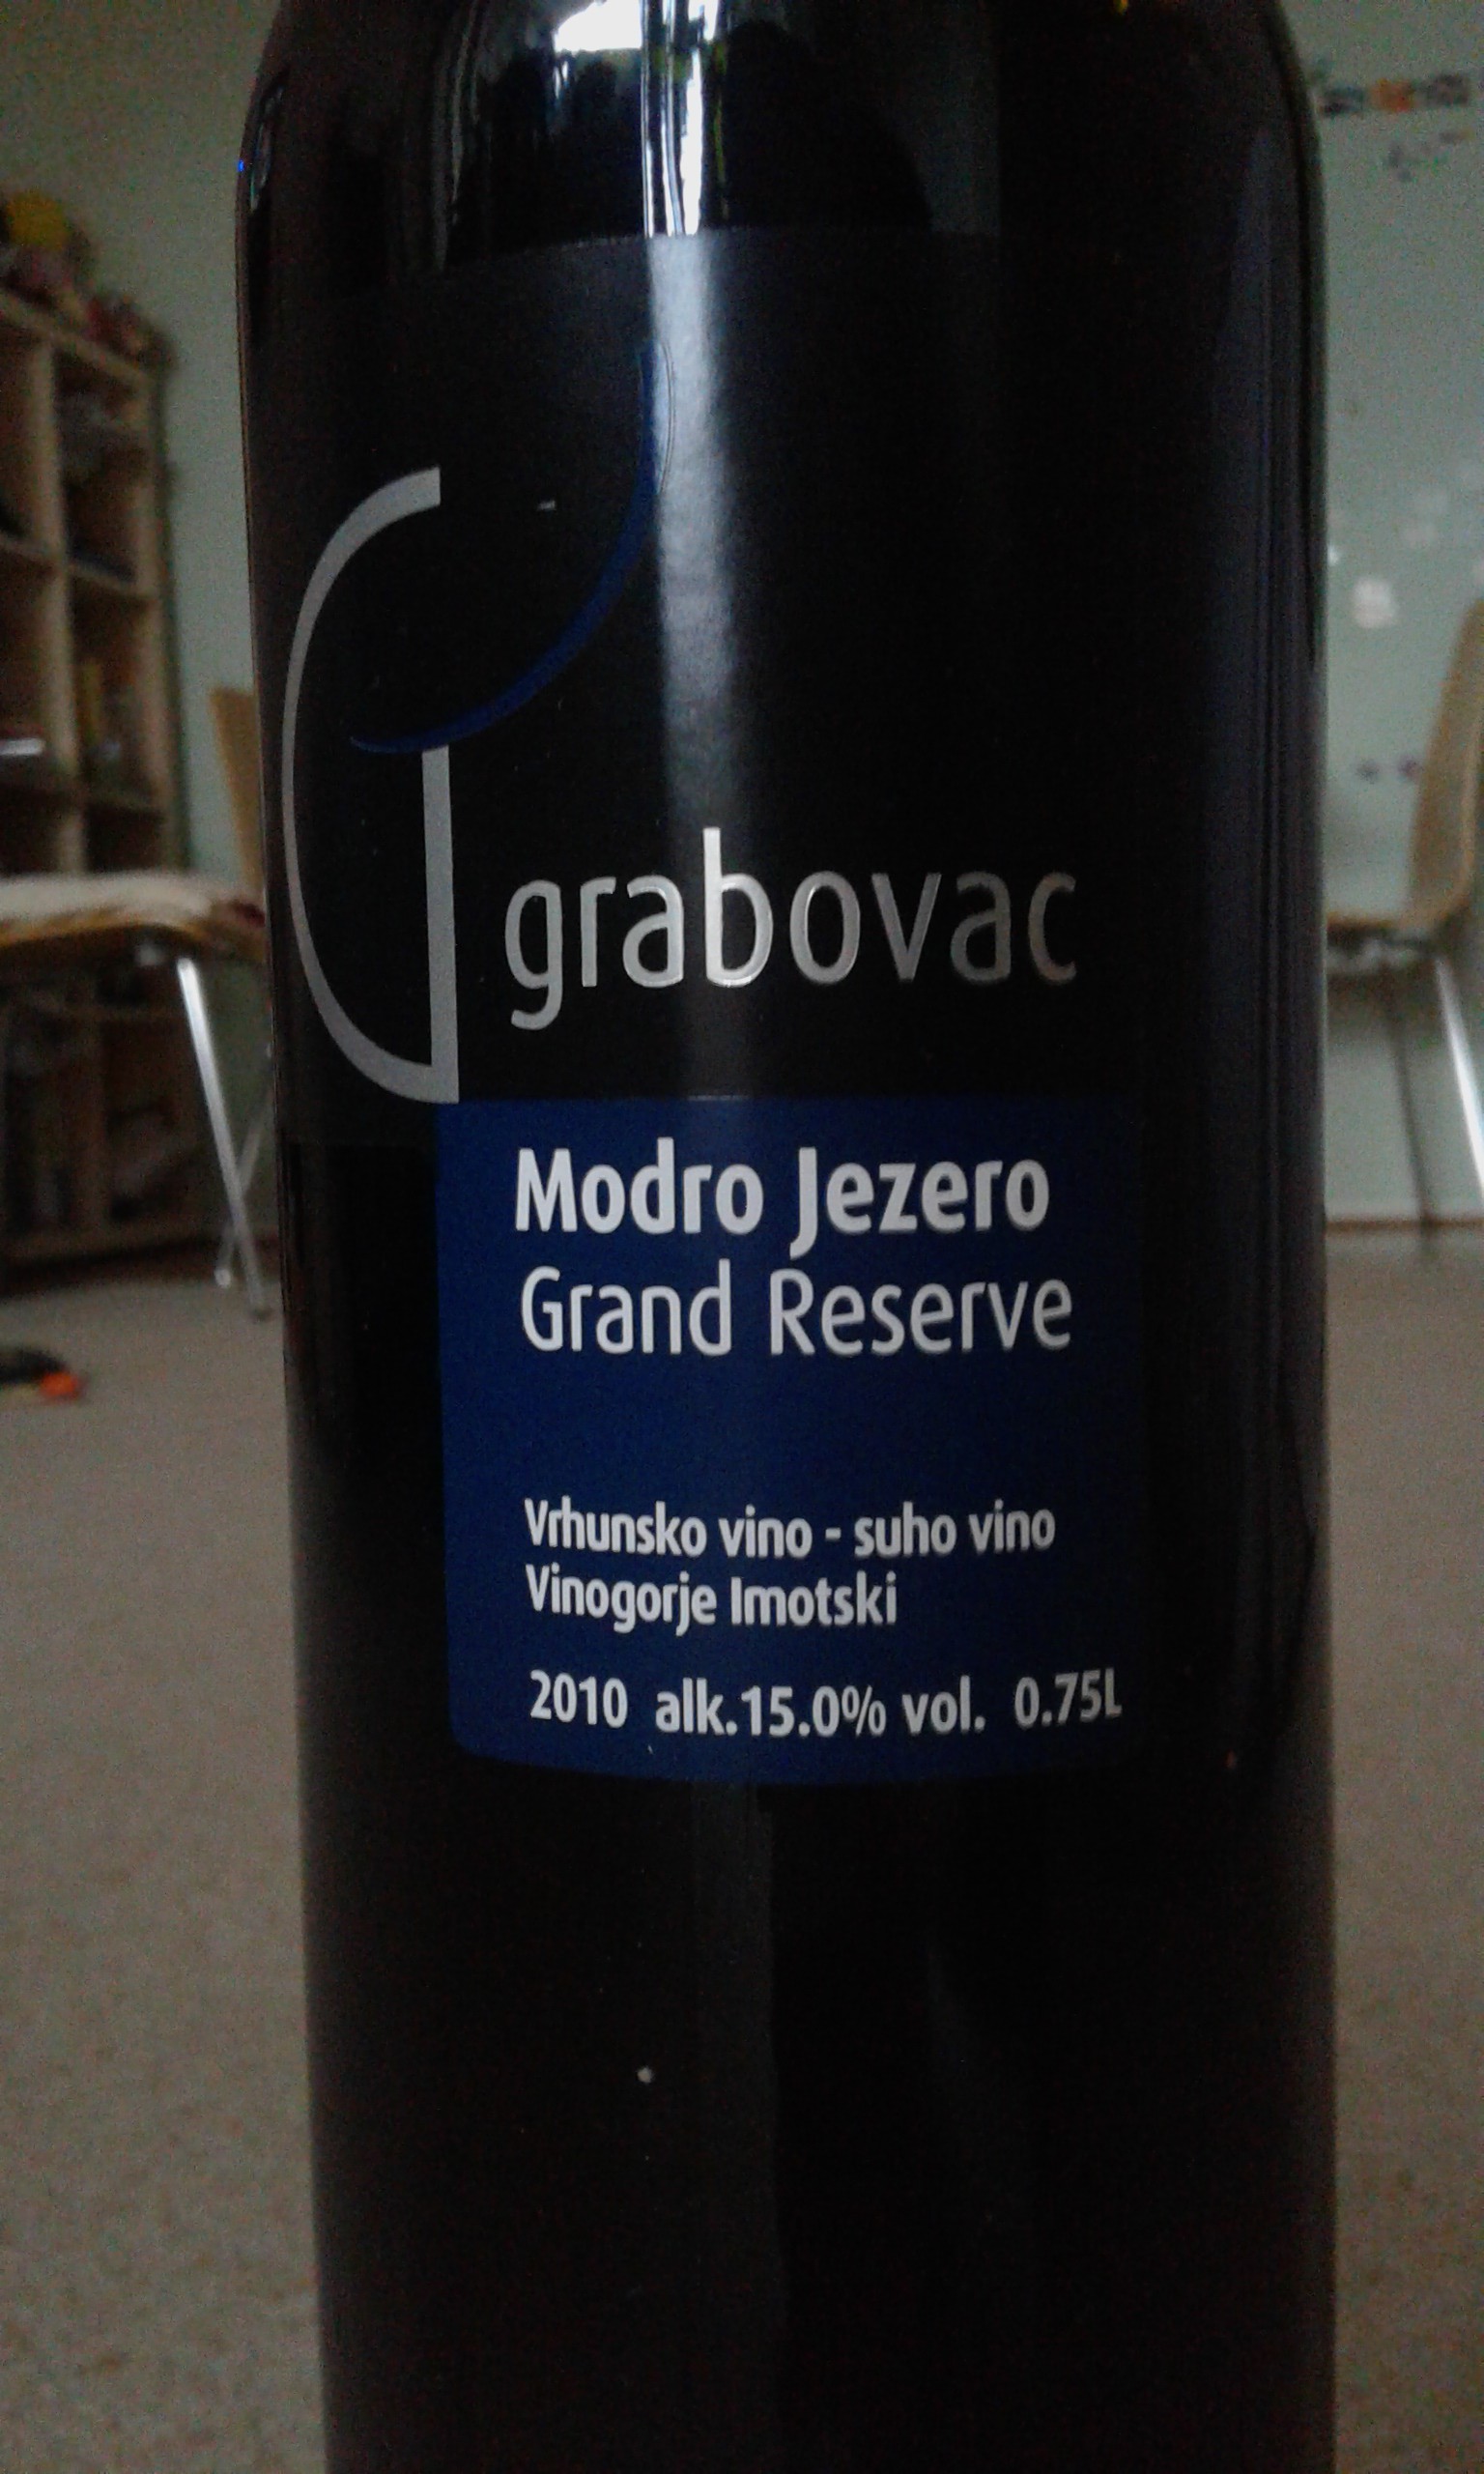 grabovac
Modro Jezero
Grand Reserve
Vrhunsko vino - suho vino
Vinogorje Imotski
2010 alk.15.0% vol. 0.75L